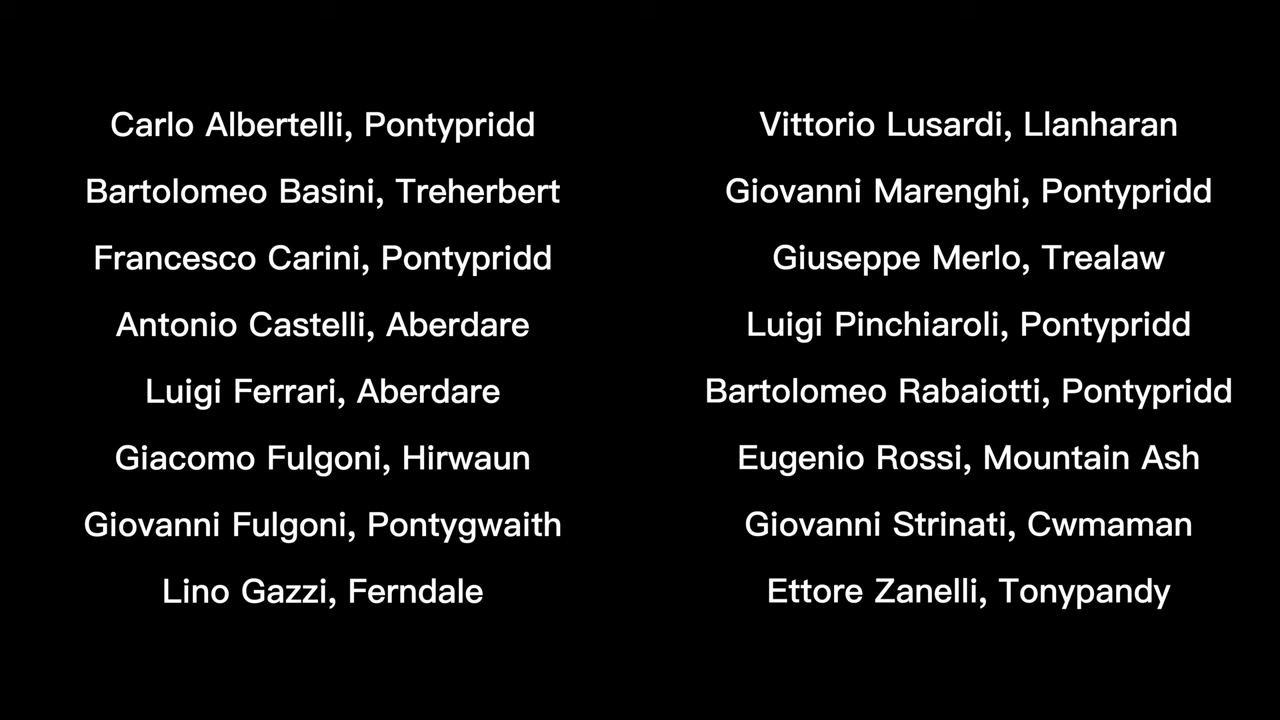 Carlo Albertelli, Pontypridd
Bartolomeo Basini, Treherbert
Francesco Carini, Pontypridd
Antonio Castelli, Aberdare
Luigi Ferrari, Aberdare
Giacomo Fulgoni, Hirwaun
Giovanni Fulgoni, Pontygwaith
Lino Gazzi, Ferndale
Vittorio Lusardi, Llanharan
Giovanni Marenghi, Pontypridd
Giuseppe Merlo, Trealaw
Luigi Pinchiaroli, Pontypridd
Bartolomeo Rabaiotti, Pontypridd
Eugenio Rossi, Mountain Ash
Giovanni Strinati, Cwmaman
Ettore Zanelli, Tonypandy